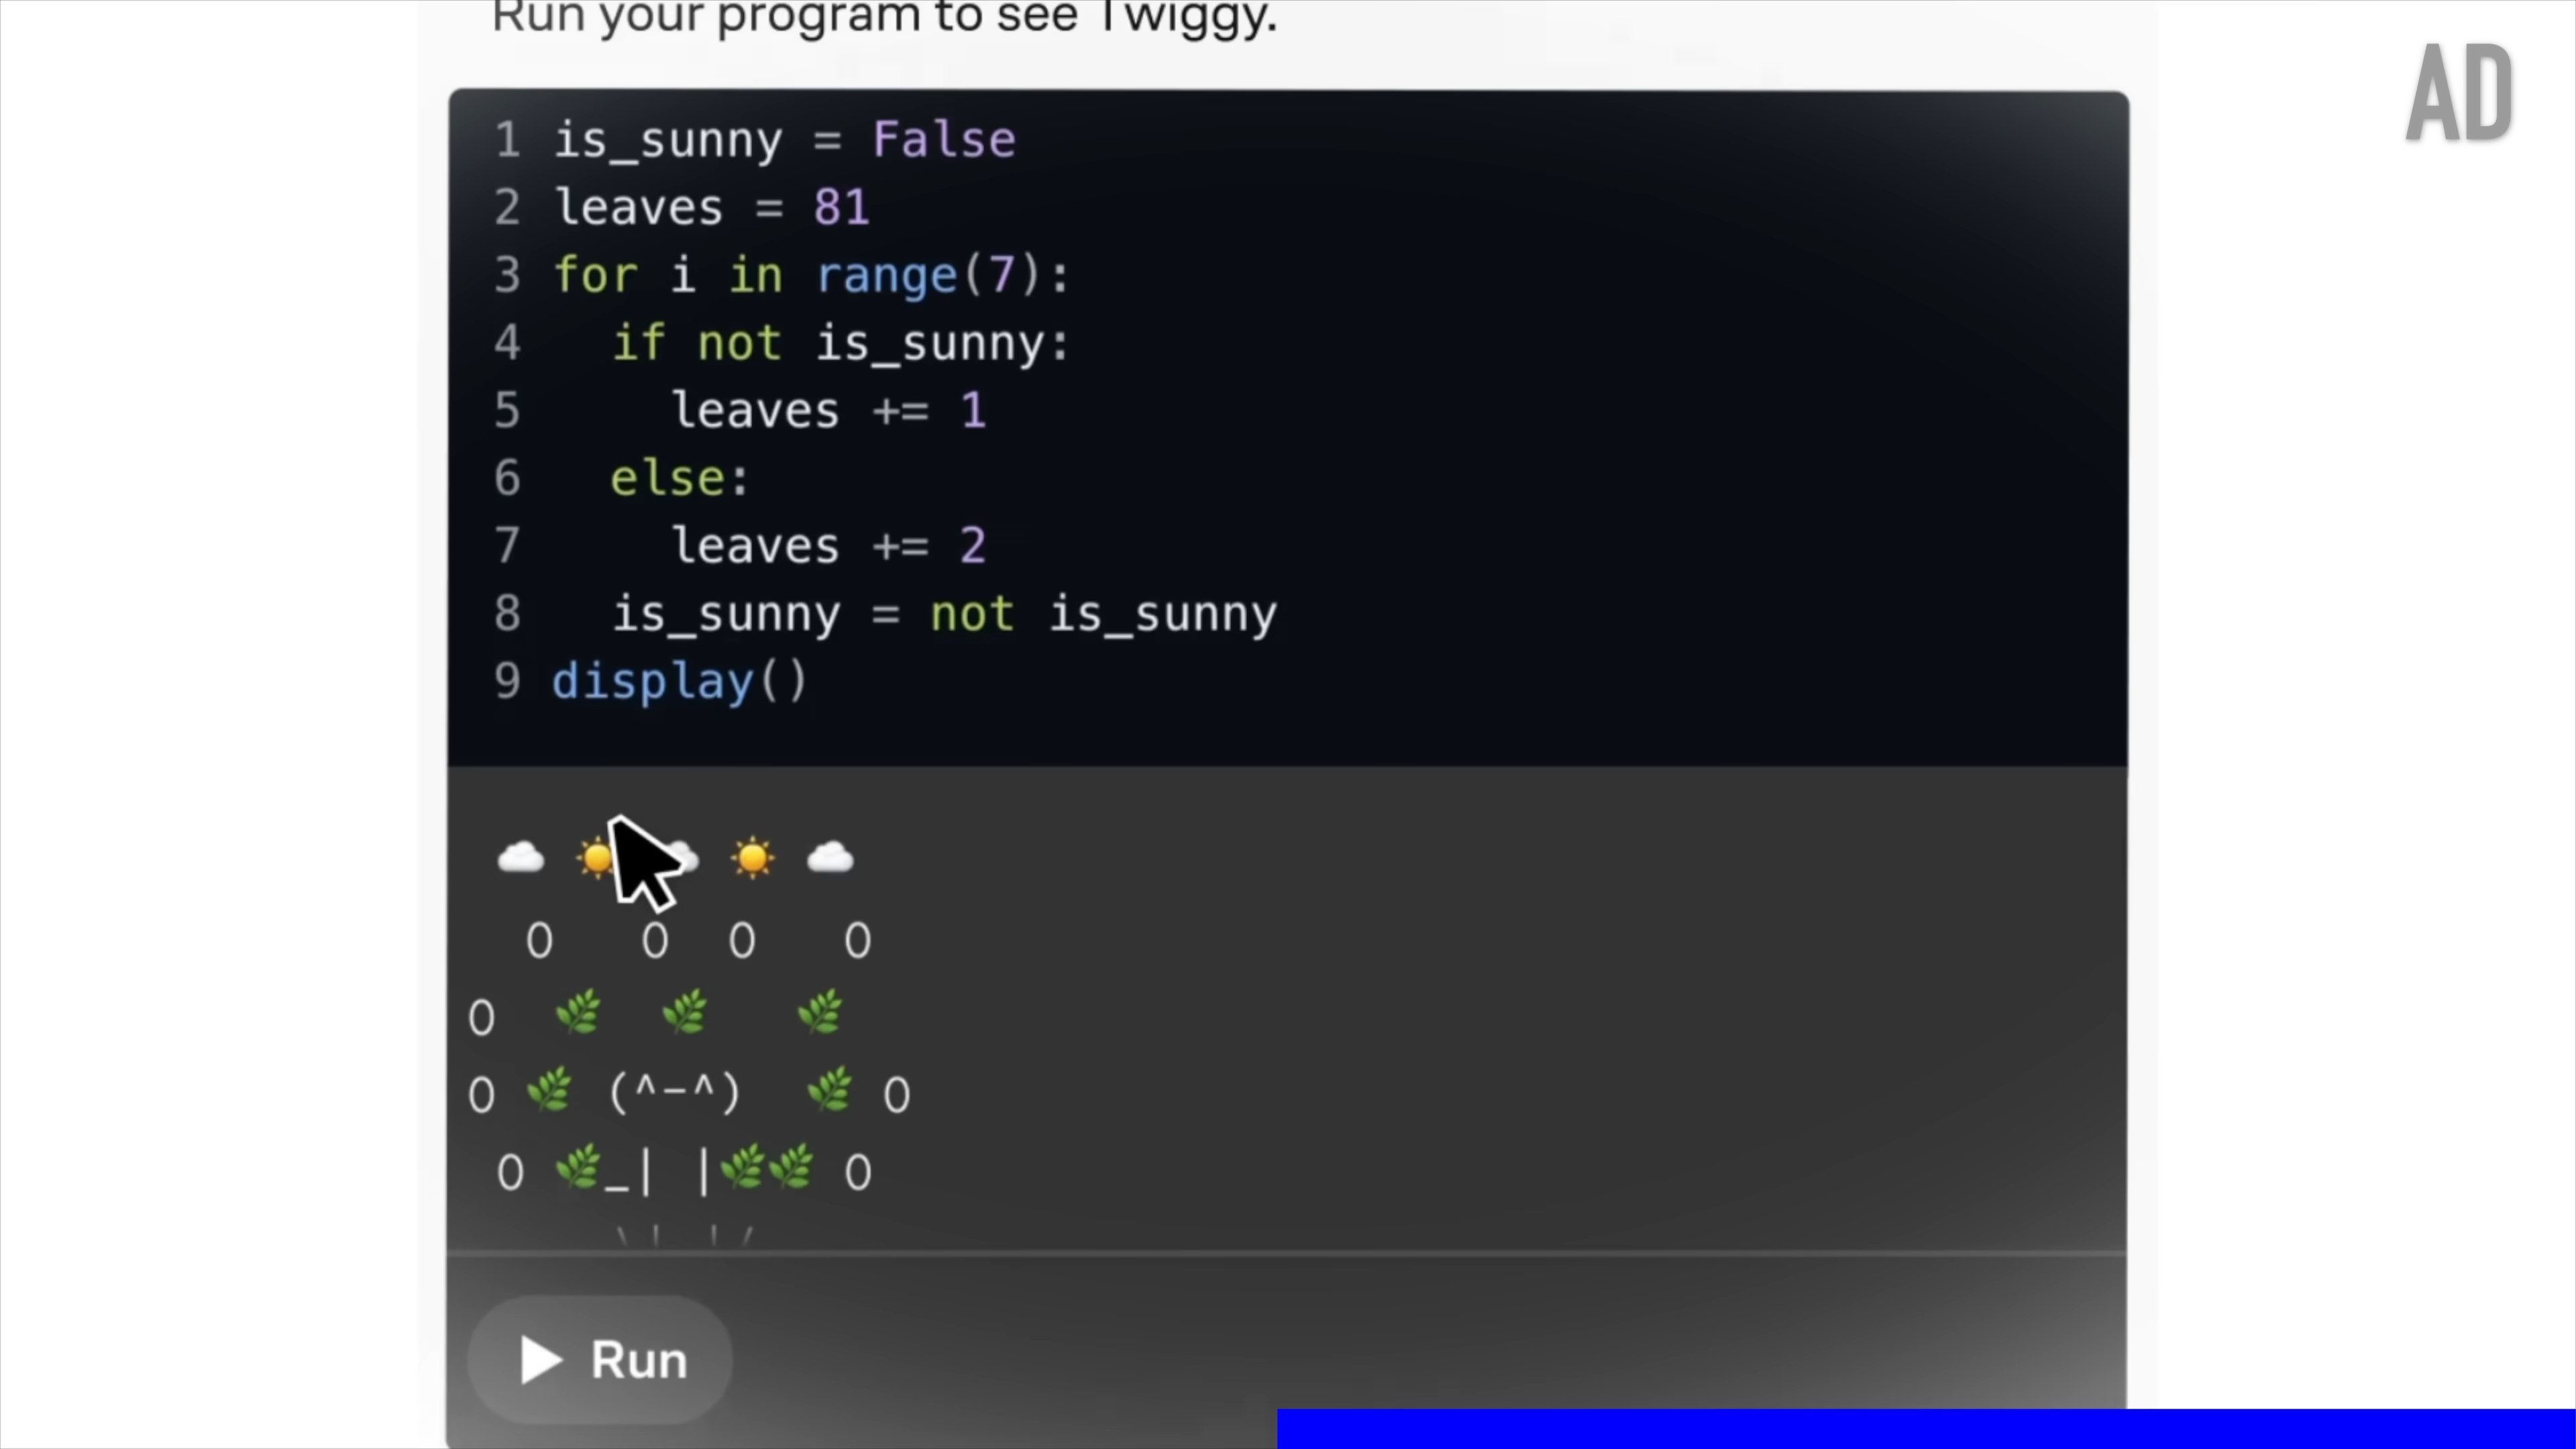 Run your program to see Twiggy.
AD
1 is_sunny = False
2 leaves = 81
3 for i in range(7):
4   if not is_sunny:
5     leaves += 1
6   else:
7     leaves += 2
8   is_sunny = not is_sunny
9 display()
☁️ ☀️ ☁️ ☀️ ☁️
0 0 0 0
0 🌿 🌿 🌿
0 🌿 (^-^) 🌿 0
0 🌿_| |🌿🌿 0
\ | | /
Run